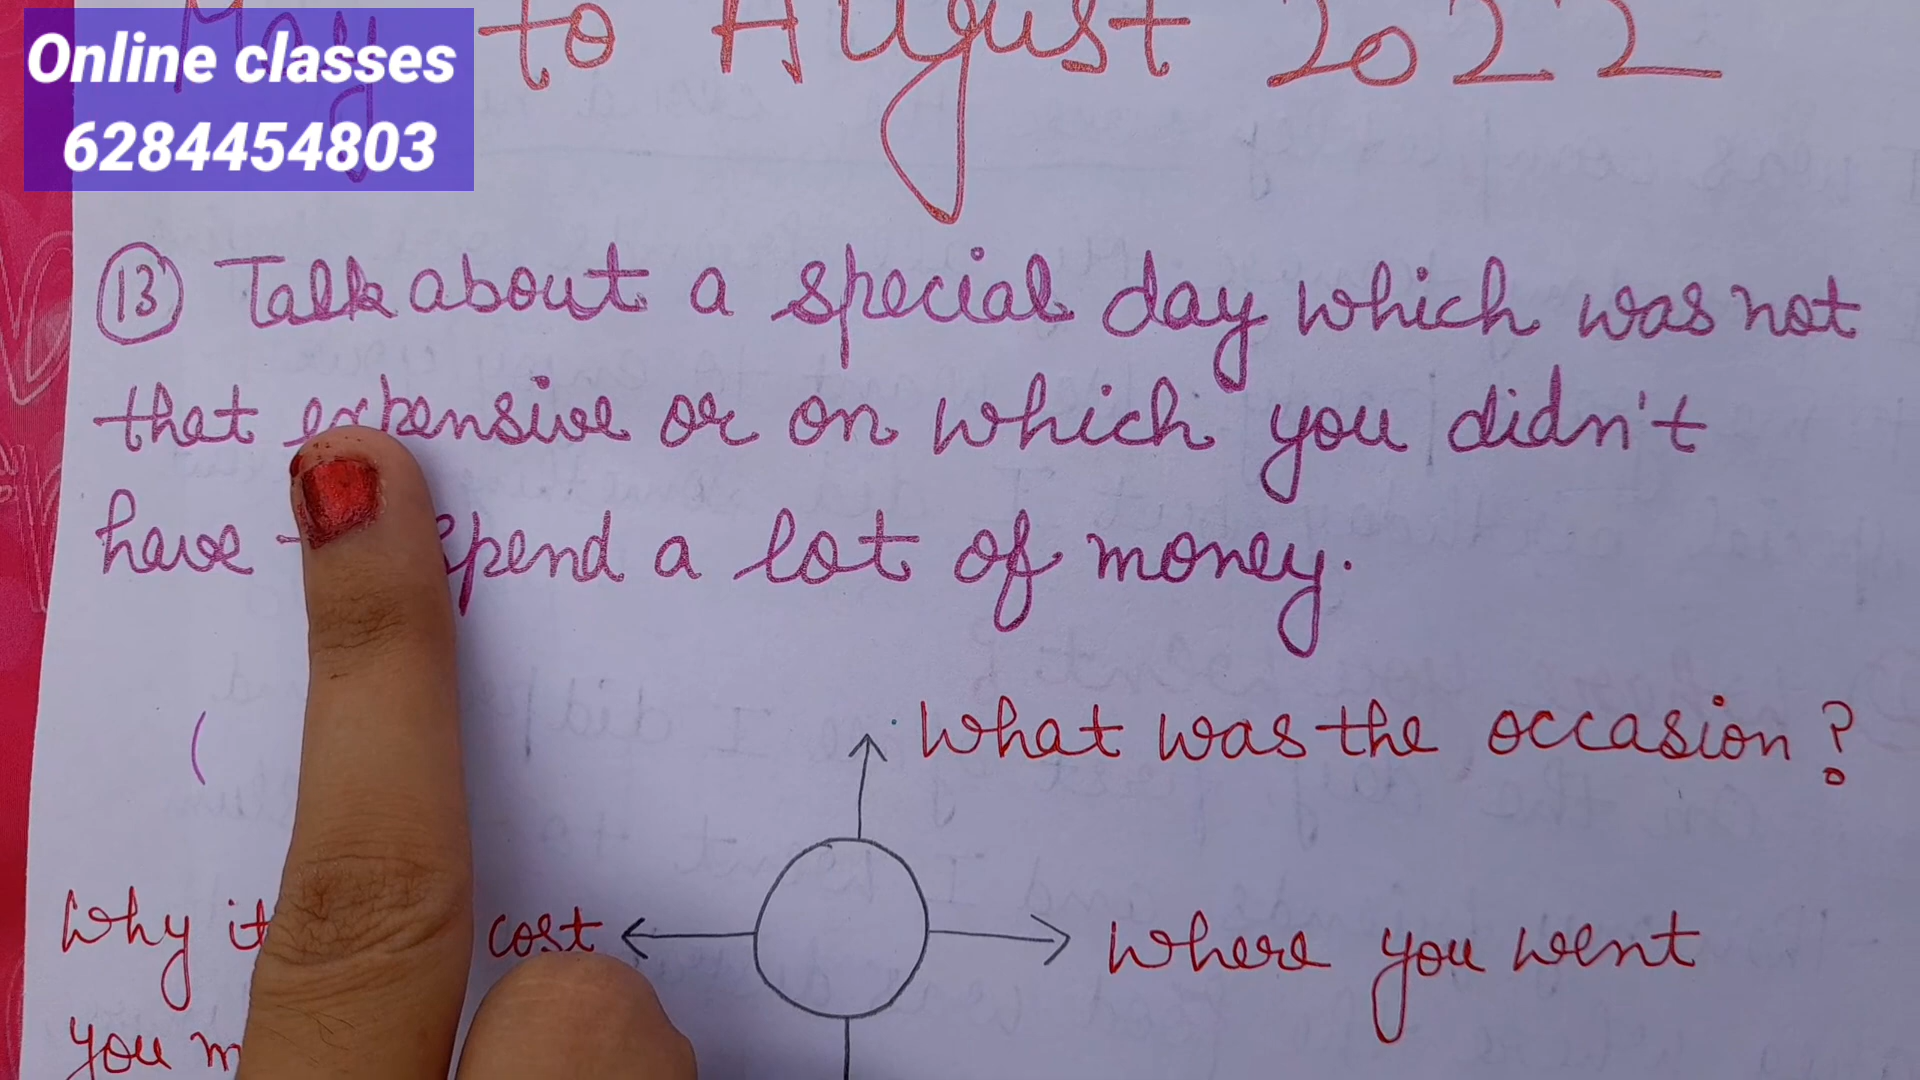 Online classes
6284454803
May to August 2022
13 Talk about a special day which was not
that expensive or on which you didn't
have spend a lot of money.
(
What was the occasion?
Why it cost
Where you went
you